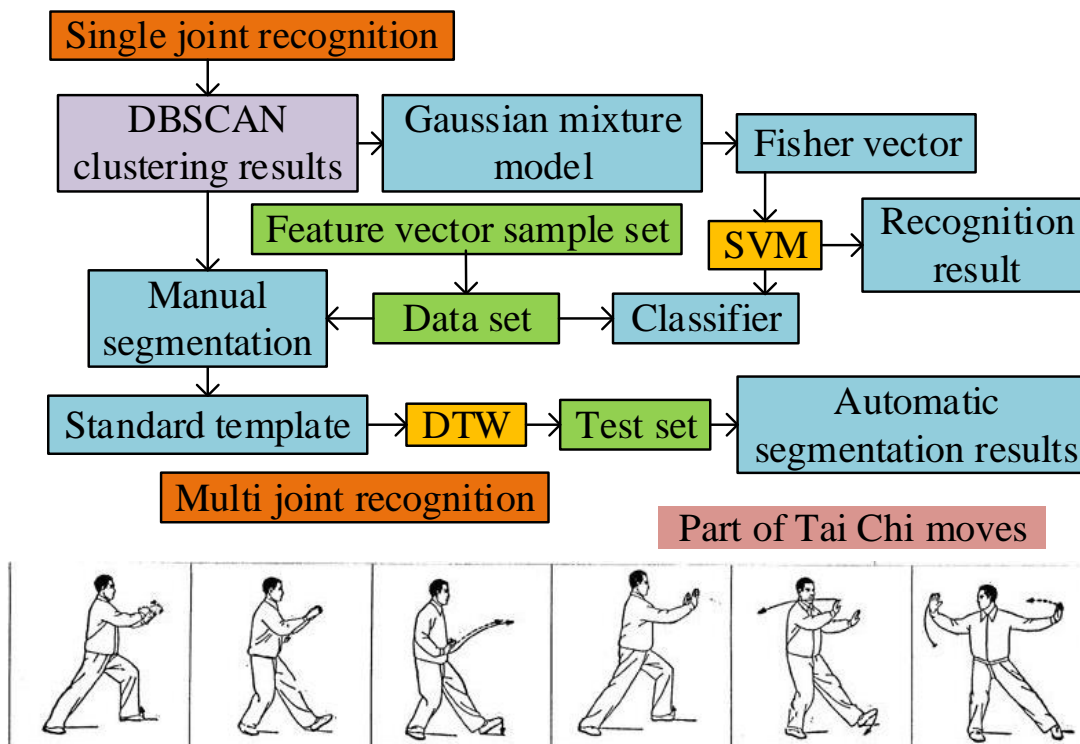 Single joint recognition
DBSCAN
clustering results
Gaussian mixture
model
Fisher vector
Feature vector sample set
SVM
Recognition
result
Manual
segmentation
Data set
Classifier
Standard template
DTW
Test set
Automatic
segmentation results
Multi joint recognition
Part of Tai Chi moves